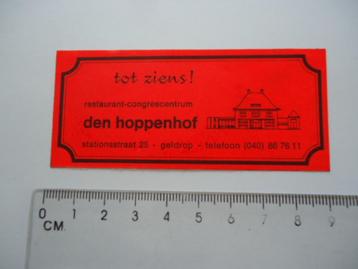 tot ziens!
restaurant-congrescentrum
den hoppenhof
stationsstraat 25 - geldrop - telefoon (040) 86 76 11
0 1 2 3 4 5 6 7 8 9
CM.